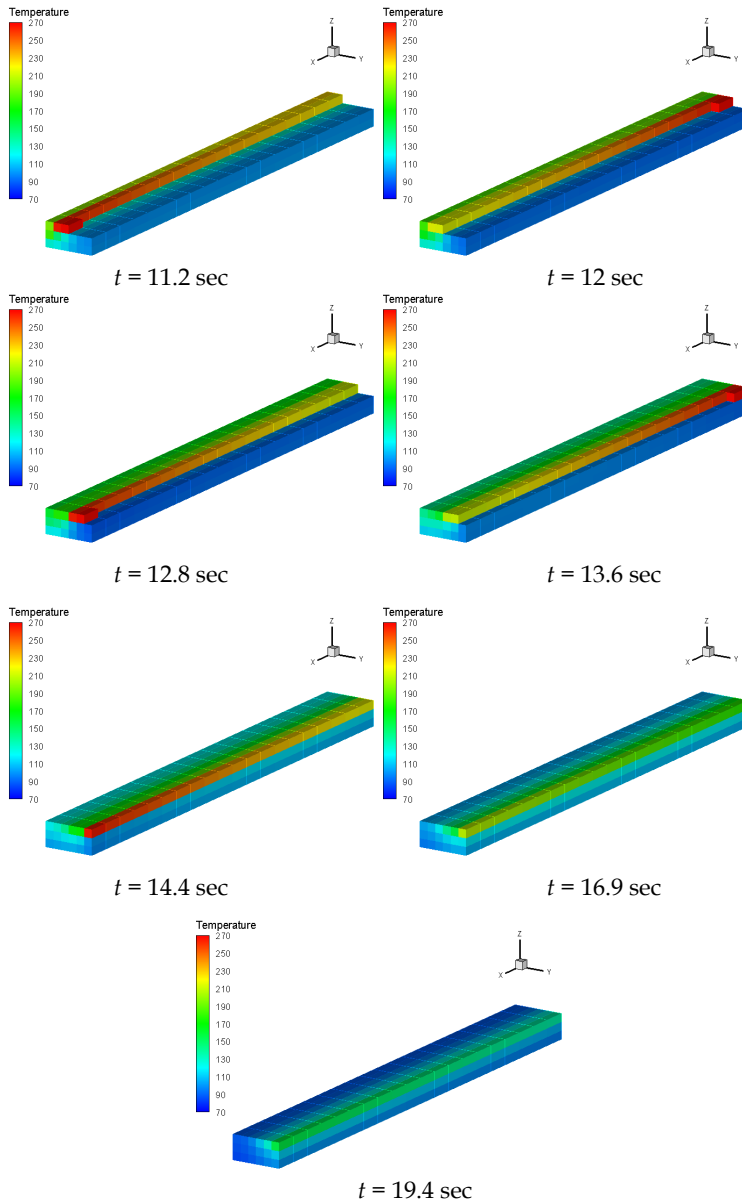 Temperature
270
250
230
210
190
170
150
130
110
90
70
Z
X
Y
t = 11.2 sec
Temperature
270
250
230
210
190
170
150
130
110
90
70
Z
X
Y
t = 12 sec
Temperature
270
250
230
210
190
170
150
130
110
90
70
Z
X
Y
t = 12.8 sec
Temperature
270
250
230
210
190
170
150
130
110
90
70
Z
X
Y
t = 13.6 sec
Temperature
270
250
230
210
190
170
150
130
110
90
70
Z
X
Y
t = 14.4 sec
Temperature
270
250
230
210
190
170
150
130
110
90
70
Z
X
Y
t = 16.9 sec
Temperature
270
250
230
210
190
170
150
130
110
90
70
Z
X
Y
t = 19.4 sec